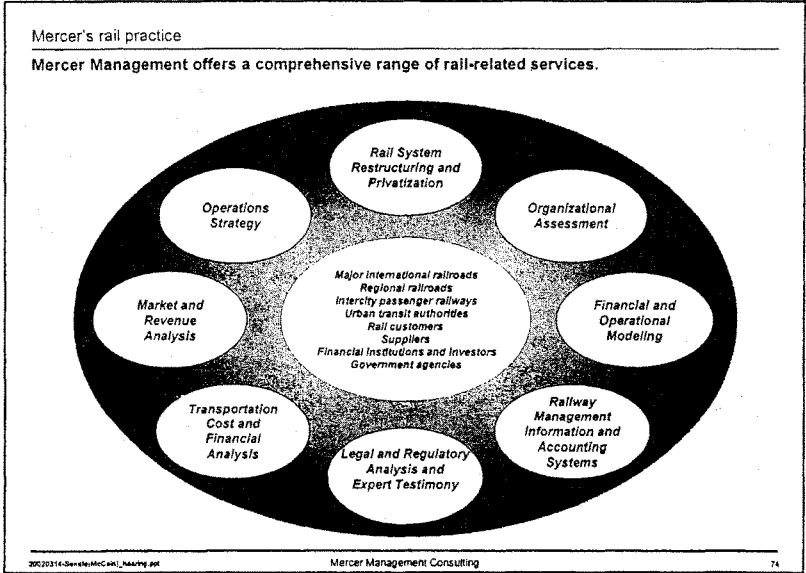 Mercer's rail practice
Mercer Management offers a comprehensive range of rail-related services.
Rail System
Restructuring and
Privatization
Operations
Strategy
Organizational
Assessment
Major international railroads
Regional railroads
Intercity passenger railways
Urban transit authorities
Rail customers
Suppliers
Financial Institutions and Investors
Government agencies
Market and
Revenue
Analysis
Financial and
Operational
Modeling
Transportation
Cost and
Financial
Analysis
Railway
Management
Information and
Accounting
Systems
Legal and Regulatory
Analysis and
Expert Testimony
Mercer Management Consulting
74